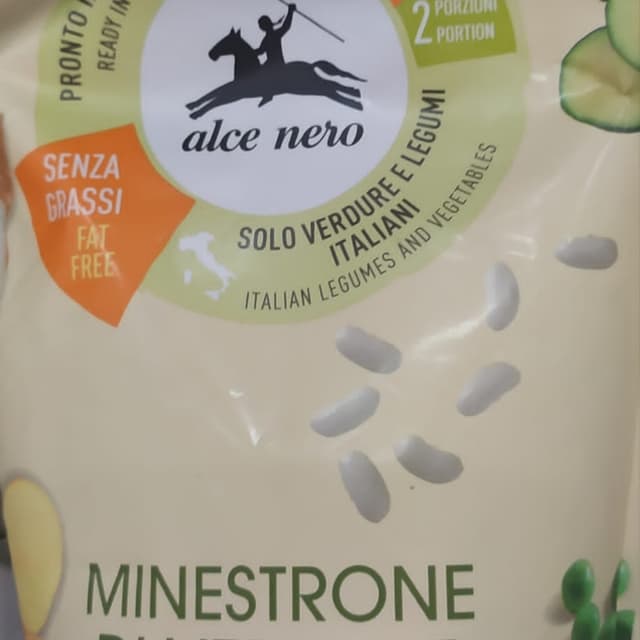 PRONTO
READY IN
2 PORZIONI
PORTION
alce nero
SENZA
GRASSI
FAT
FREE
SOLO VERDURE E LEGUMI
ITALIANI
ITALIAN LEGUMES AND VEGETABLES
MINESTRONE